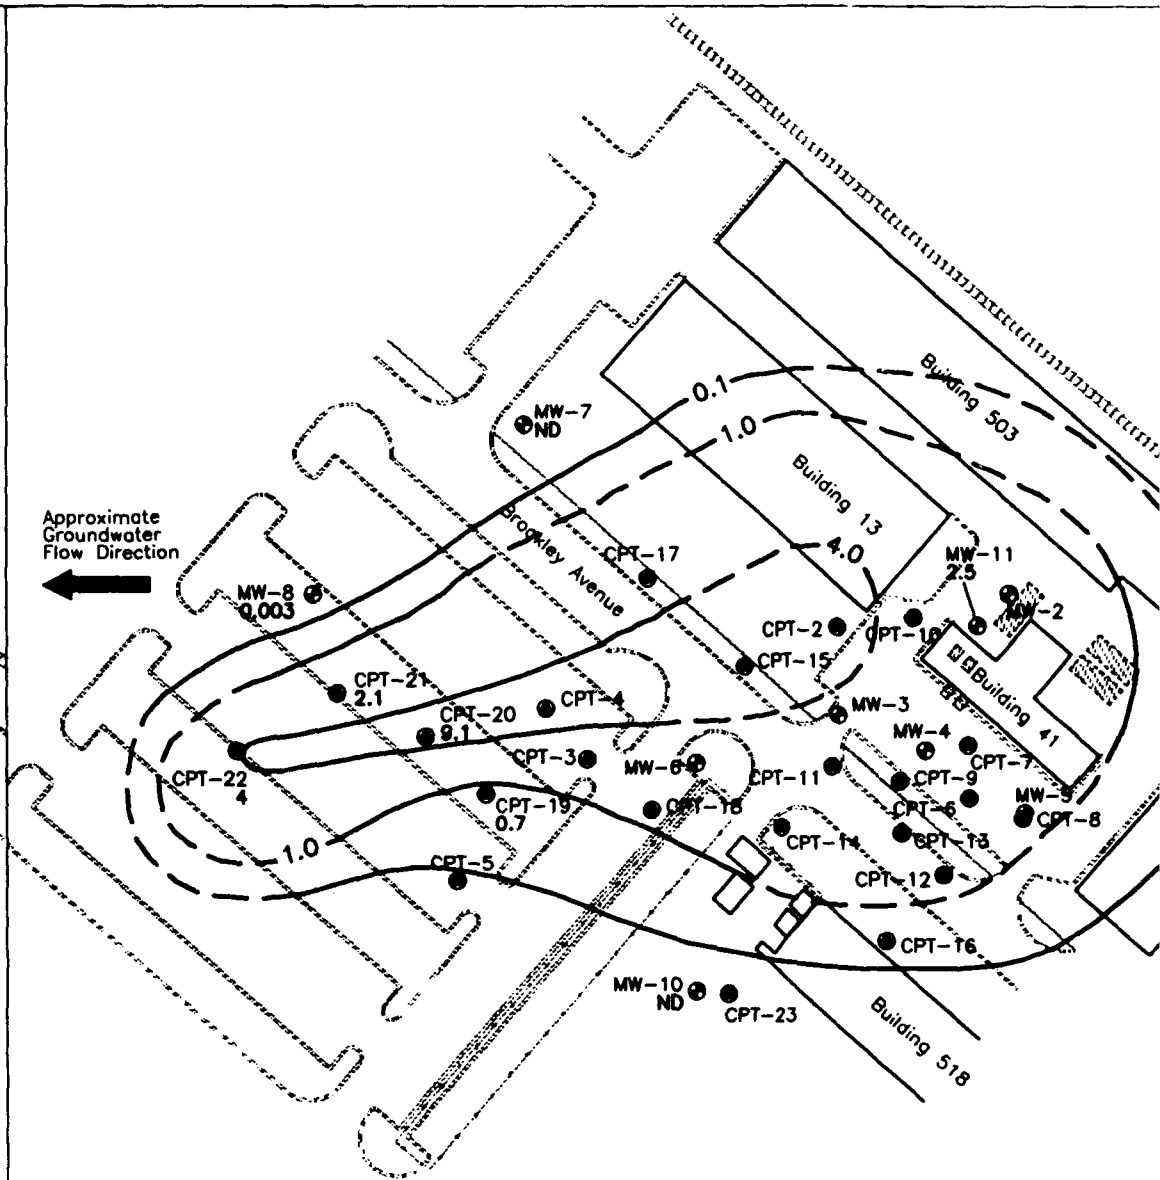 Building 503
0.1
MW-7
ND
1.0
Building 13
Approximate
Groundwater
Flow Direction
Brookley Avenue
4.0
CPT-17
MW-11
2.5
MW-8
0.003
MW-2
CPT-2
CPT-10
CPT-15
Building 41
CPT-21
2.1
CPT-4
MW-3
CPT-20
9.1
MW-4
CPT-3
CPT-7
CPT-22
4
MW-6
CPT-11
CPT-9
CPT-19
0.7
CPT-18
CPT-6
MW-5
CPT-8
CPT-14
CPT-13
1.0
CPT-5
CPT-12
CPT-16
MW-10
ND
CPT-23
Building 518